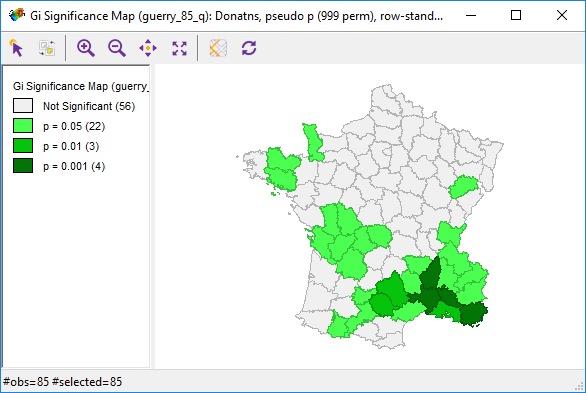 Gi Significance Map (guerry_85_q): Donatns, pseudo p (999 perm), row-stand...
Gi Significance Map (guerry_
Not Significant (56)
p = 0.05 (22)
p = 0.01 (3)
p = 0.001 (4)
#obs=85 #selected=85